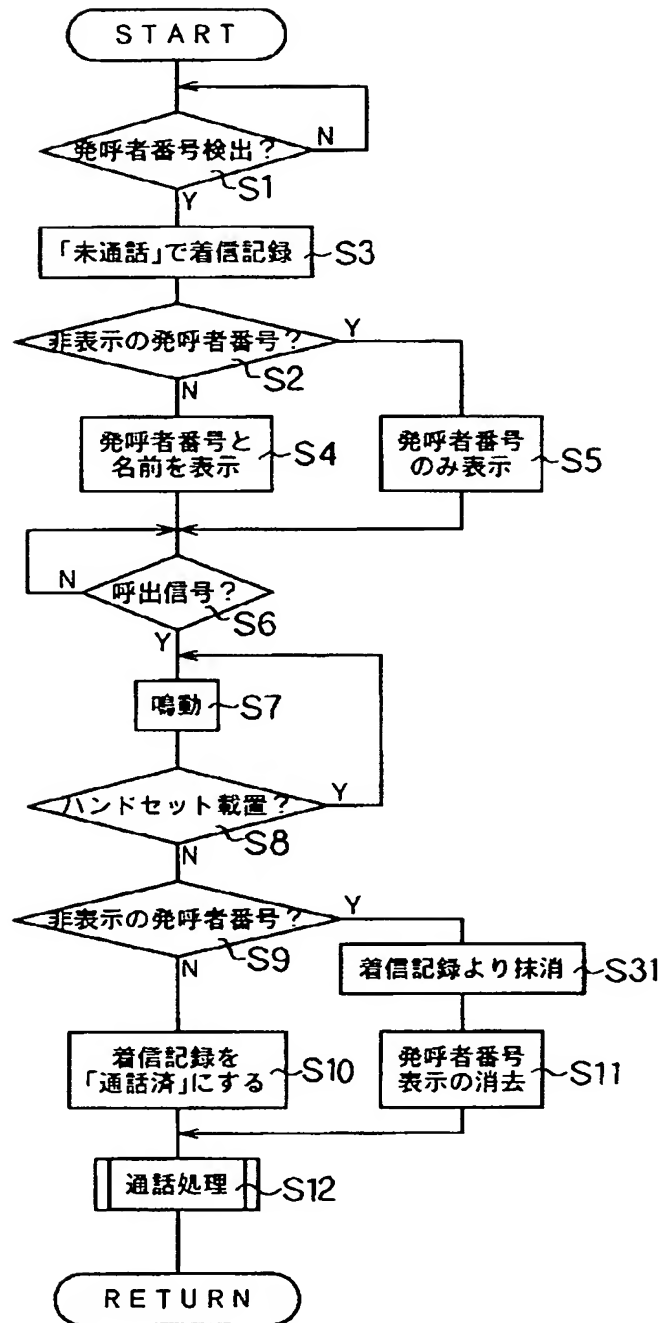 START
発呼者番号検出?
N
S1
Y
「未通話」で着信記録
S3
非表示の発呼者番号?
Y
S2
N
発呼者番号と
名前を表示
S4
発呼者番号
のみ表示
S5
N
呼出信号?
S6
Y
鳴動
S7
ハンドセット載置?
Y
S8
N
非表示の発呼者番号?
Y
S9
N
着信記録より抹消
S31
着信記録を
「通話済」にする
S10
発呼者番号
表示の消去
S11
通話処理
S12
RETURN